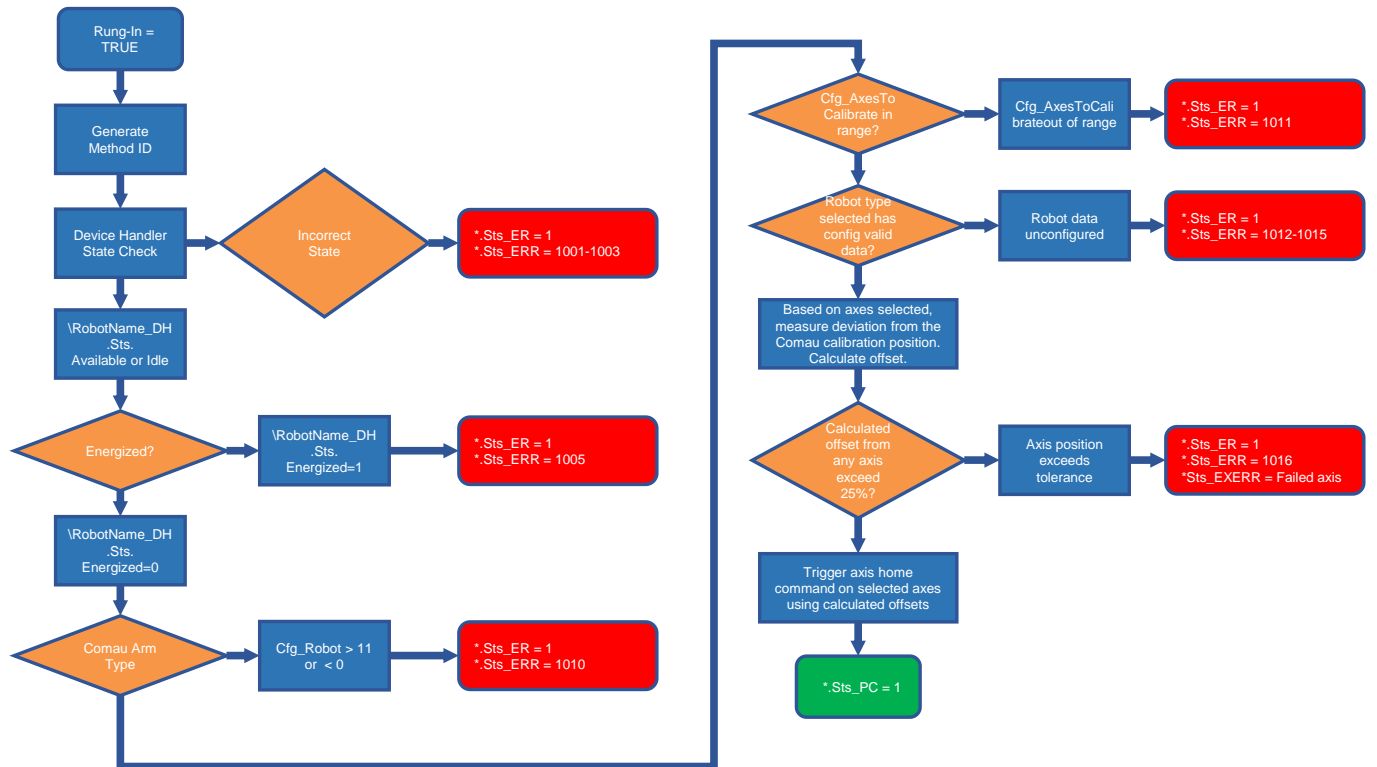 Rung-In =
TRUE
Generate
Method ID
Device Handler
State Check
Incorrect
State
*.Sts_ER = 1
*.Sts_ERR = 1001-1003
\RobotName_DH
.Sts.
Available or Idle
Energized?
\RobotName_DH
.Sts.
Energized=1
*.Sts_ER = 1
*.Sts_ERR = 1005
\RobotName_DH
.Sts.
Energized=0
Comau Arm
Type
Cfg_Robot > 11
or < 0
*.Sts_ER = 1
*.Sts_ERR = 1010
Cfg_AxesTo
Calibrate in
range?
Cfg_AxesToCali
brateout of range
*.Sts_ER = 1
*.Sts_ERR = 1011
Robot type
selected has
config valid
data?
Robot data
unconfigured
*.Sts_ER = 1
*.Sts_ERR = 1012-1015
Based on axes selected,
measure deviation from the
Comau calibration position.
Calculate offset.
Calculated
offset from
any axis
exceed
25%?
Axis position
exceeds
tolerance
*.Sts_ER = 1
*.Sts_ERR = 1016
*Sts_EXERR = Failed axis
Trigger axis home
command on selected axes
using calculated offsets
*.Sts_PC = 1